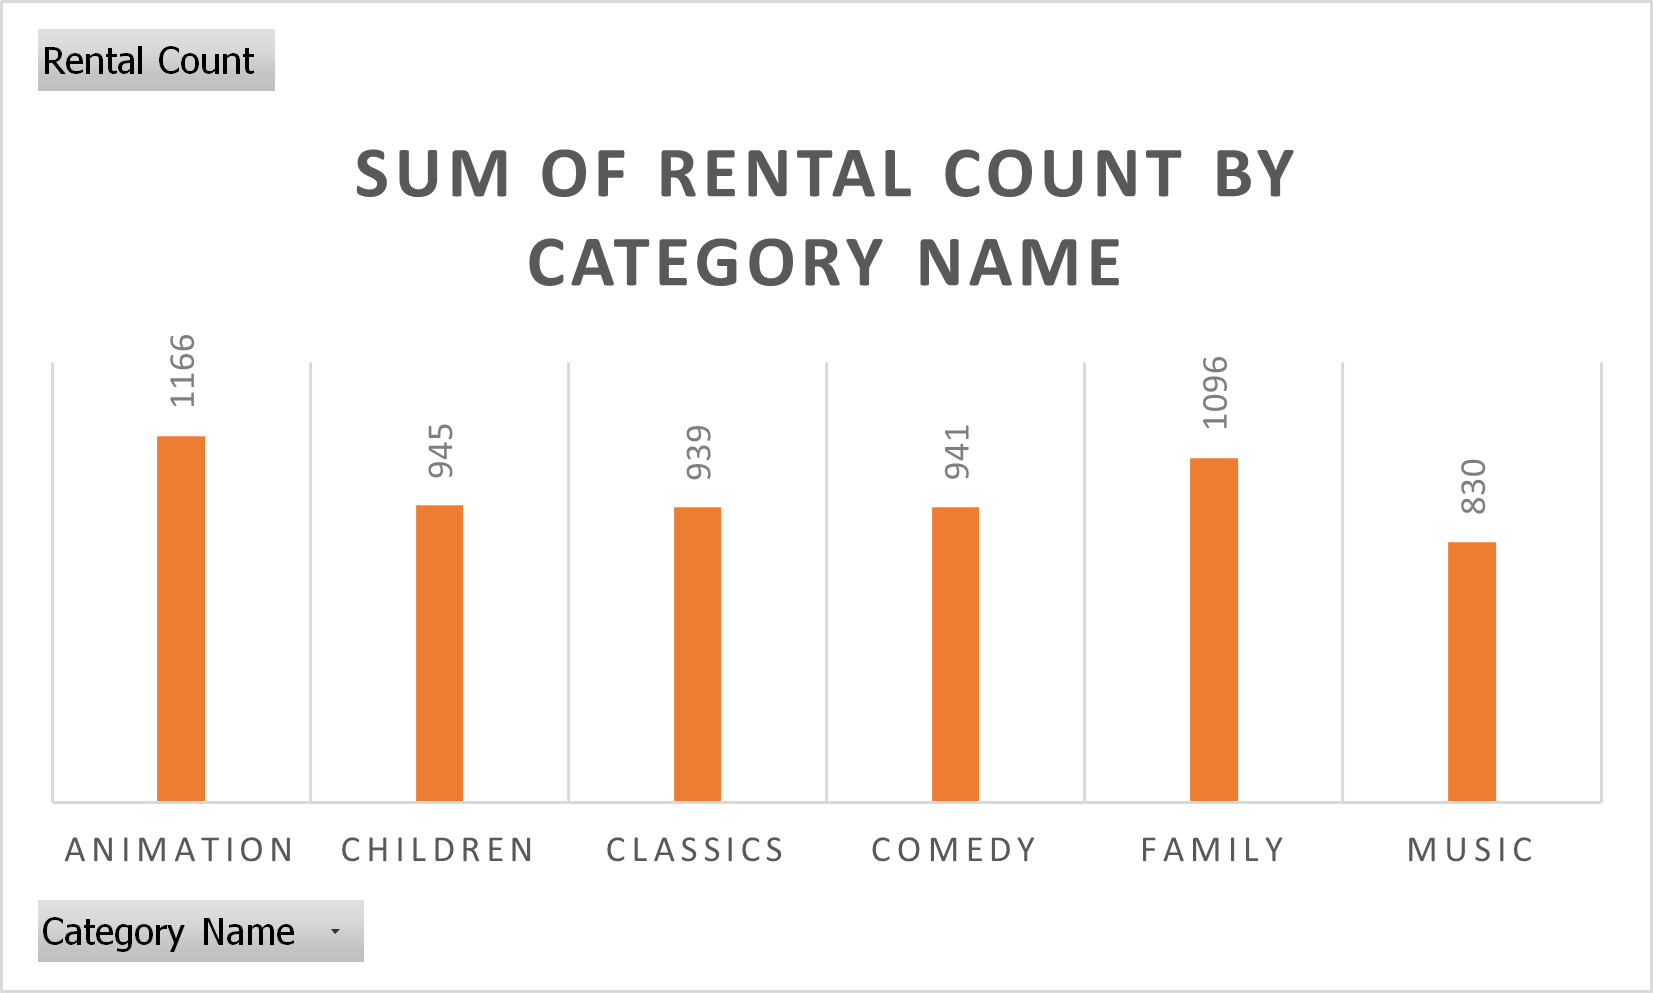 Rental Count
SUM OF RENTAL COUNT BY
CATEGORY NAME
1166
945
939
941
1096
830
ANIMATION
CHILDREN
CLASSICS
COMEDY
FAMILY
MUSIC
Category Name